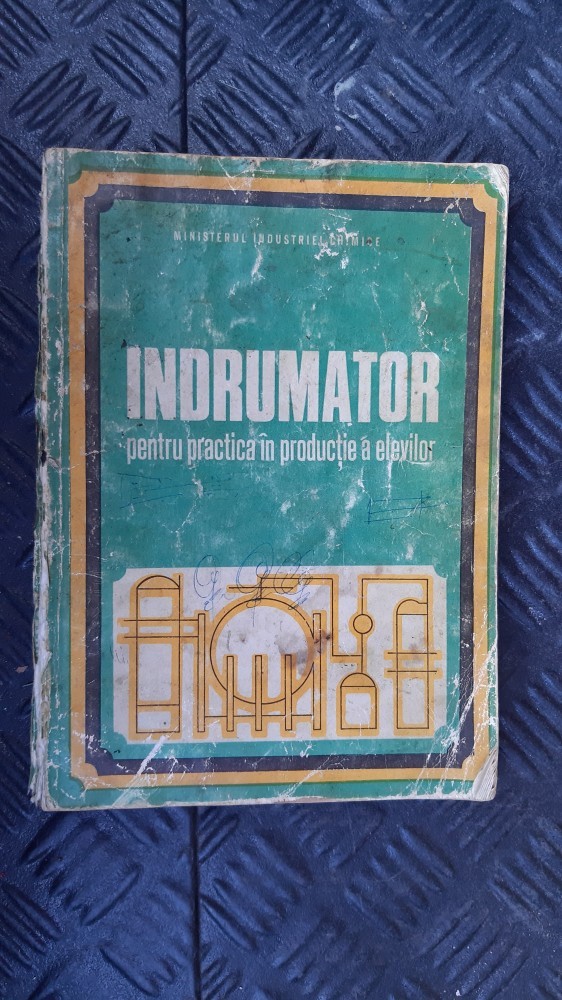 MINISTERUL INDUSTRIEI CHIMICE
INDRUMATOR
pentru practica în producție a elevilor